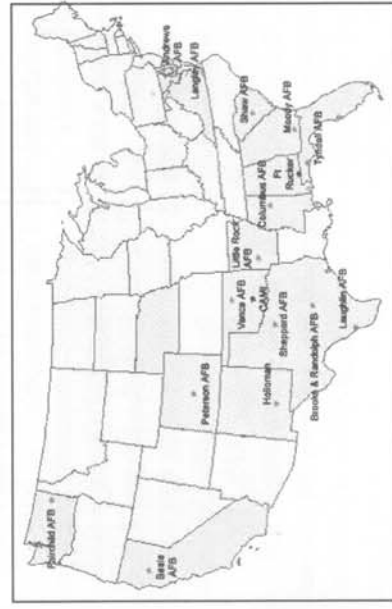 Fairchild AFB
Beale
AFB
Peterson AFB
Holloman
Vance AFB
CAMI
Sheppard AFB
Brooks & Randolph AFB
Laughlin AFB
Little Rock
AFB
Columbus AFB
Ft
Rucker
Tyndall AFB
Moody AFB
Shaw AFB
Langley AFB
Andrews
AFB